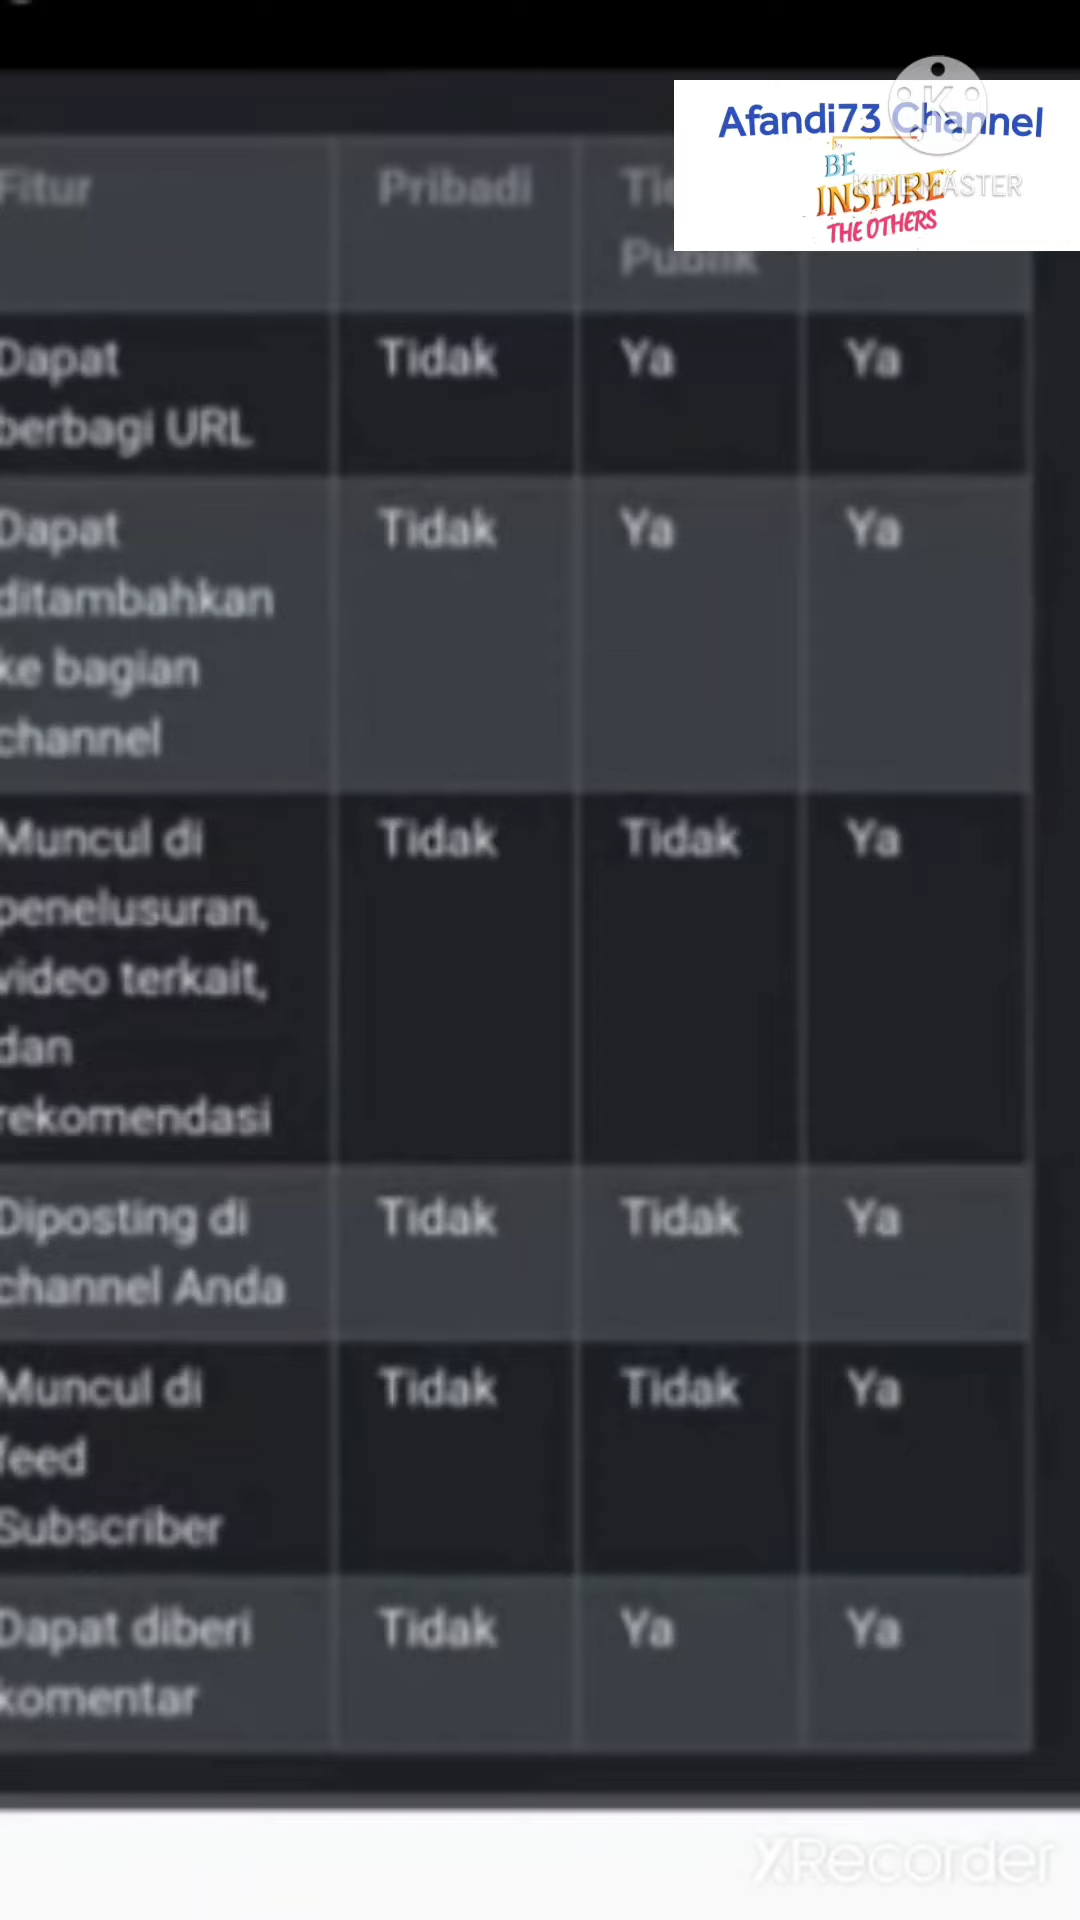 Afandi73 Channel
BE
INSPIRE
THE OTHERS
KINEMASTER
Fitur Pribadi
Publik
Dapat Tidak Ya Ya
berbagi URL
Dapat Tidak Ya Ya
ditambahkan
ke bagian
channel
Muncul di Tidak Tidak Ya
penelusuran,
video terkait,
dan
rekomendasi
Diposting di Tidak Tidak Ya
channel Anda
Muncul di Tidak Tidak Ya
feed
Subscriber
Dapat diberi Tidak Ya Ya
komentar
XRecorder